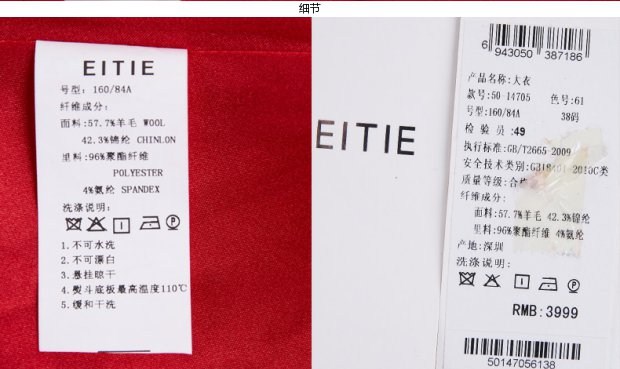 细节
EITIE
号型: 160/84A
纤维成分:
面料:57.7%羊毛 WOOL
42.3%锦纶 CHINLON
里料:96%聚酯纤维
POLYESTER
4%氨纶 SPANDEX
洗涤说明:
1.不可水洗
2.不可漂白
3.悬挂晾干
4.熨斗底板最高温度110℃
5.缓和干洗
EITIE
6 943050 387186
产品名称:大衣
款号:50-14705 色号:61
号型:160/84A 38码
检验员:49
执行标准:GB/T2665-2009
安全技术类别:GB18401-2010C类
质量等级:合格
纤维成分:
面料:57.7%羊毛 42.3%锦纶
里料:96%聚酯纤维 4%氨纶
产地:深圳
洗涤说明:
RMB:3999
50147056138